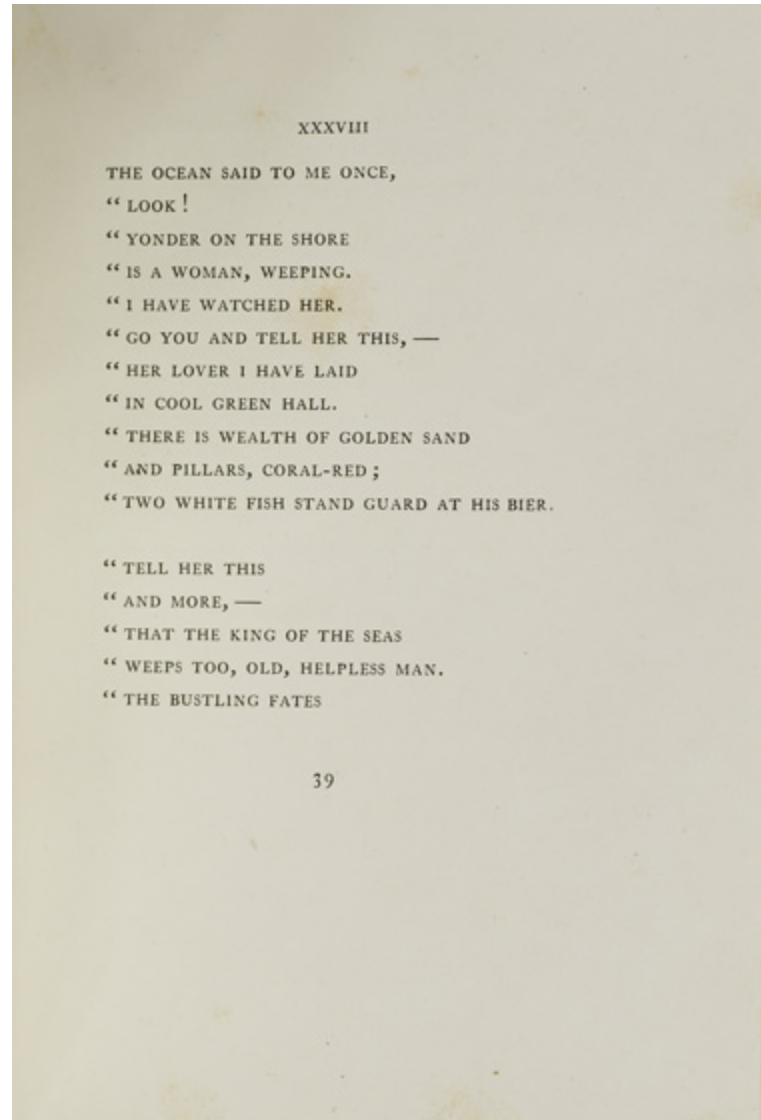 XXXVIII
THE OCEAN SAID TO ME ONCE,
“ LOOK !
“ YONDER ON THE SHORE
“ IS A WOMAN, WEEPING.
“ I HAVE WATCHED HER.
“ GO YOU AND TELL HER THIS, —
“ HER LOVER I HAVE LAID
“ IN COOL GREEN HALL.
“ THERE IS WEALTH OF GOLDEN SAND
“ AND PILLARS, CORAL-RED ;
“ TWO WHITE FISH STAND GUARD AT HIS BIER.
“ TELL HER THIS
“ AND MORE, —
“ THAT THE KING OF THE SEAS
“ WEEPS TOO, OLD, HELPLESS MAN.
“ THE BUSTLING FATES
39